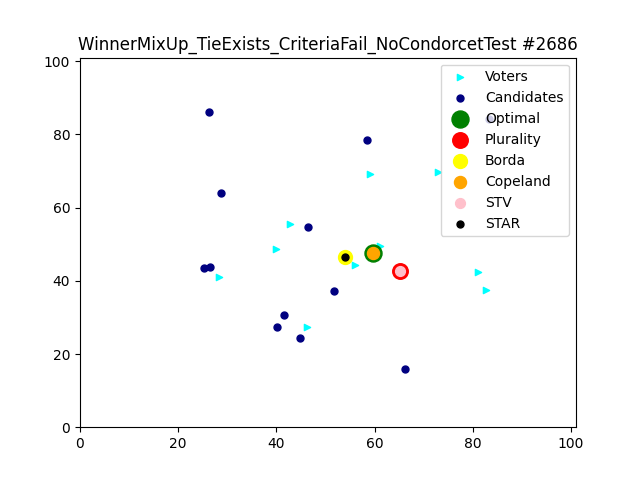 WinnerMixUp_TieExists_CriteriaFail_NoCondorcetTest #2686
Voters
Candidates
Optimal
Plurality
Borda
Copeland
STV
STAR
100
80
60
40
20
0
0 20 40 60 80 100